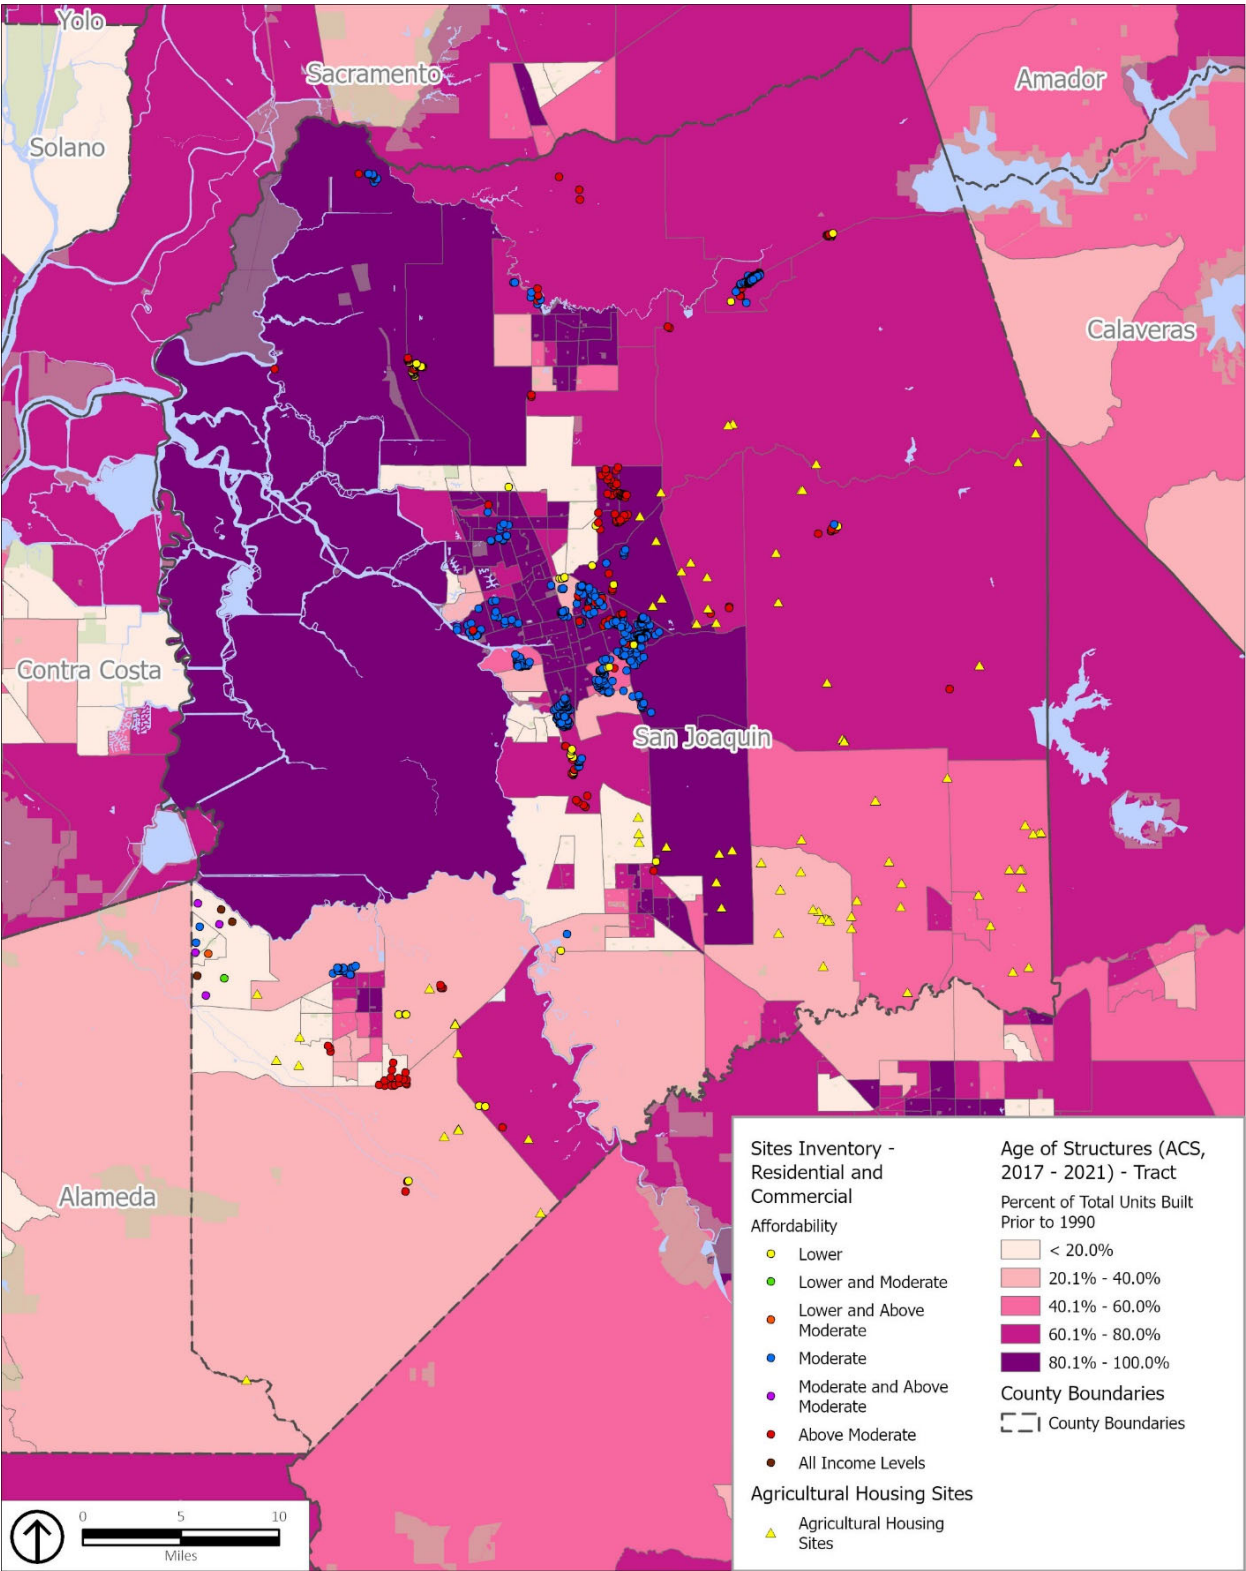 Yolo
Sacramento
Amador
Solano
Calaveras
Contra Costa
San Joaquin
Alameda
Sites Inventory -
Residential and
Commercial
Affordability
Lower
Lower and Moderate
Lower and Above
Moderate
Moderate
Moderate and Above
Moderate
Above Moderate
All Income Levels
Agricultural Housing Sites
Agricultural Housing
Sites
Age of Structures (ACS,
2017 - 2021) - Tract
Percent of Total Units Built
Prior to 1990
< 20.0%
20.1% - 40.0%
40.1% - 60.0%
60.1% - 80.0%
80.1% - 100.0%
County Boundaries
County Boundaries
0 5 10
Miles